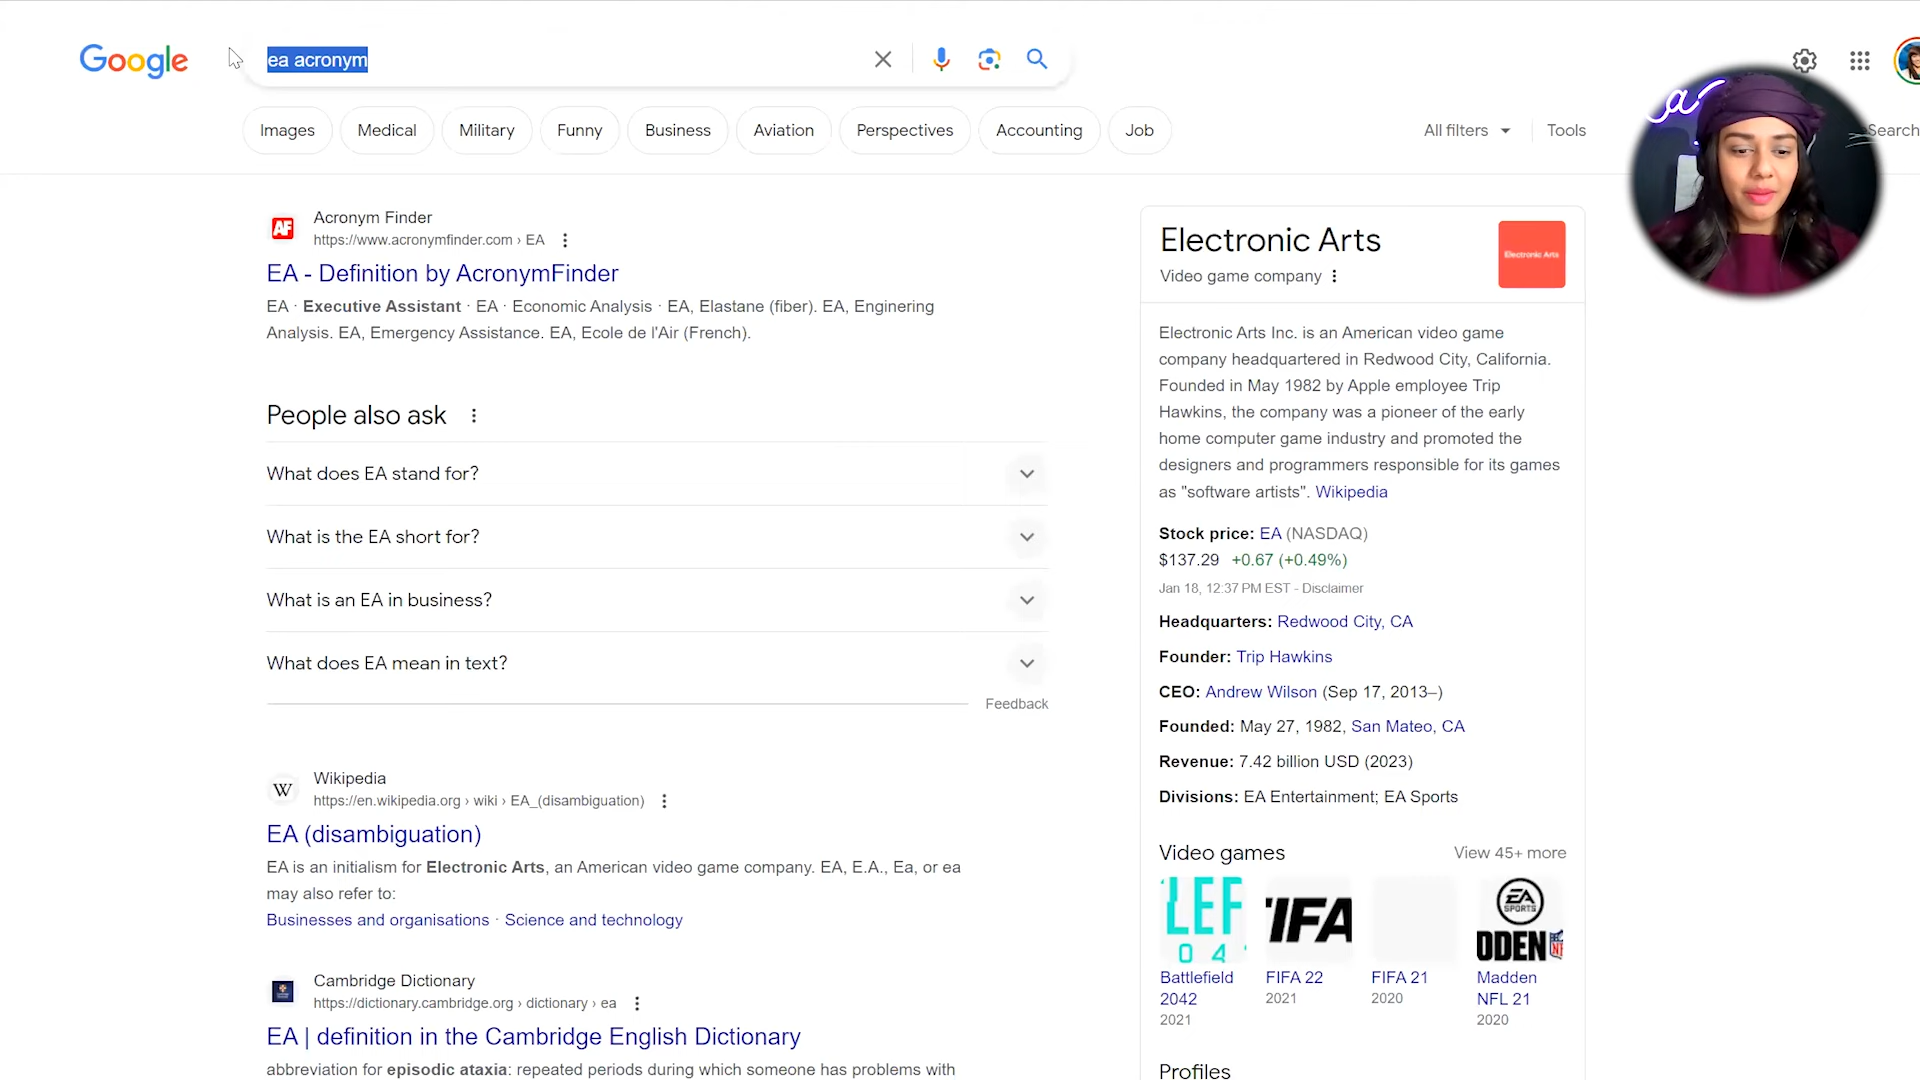 Google
ea acronym
Images
Medical
Military
Funny
Business
Aviation
Perspectives
Accounting
Job
All filters
Tools
Search
AF
Acronym Finder
https://www.acronymfinder.com › EA
EA - Definition by AcronymFinder
EA · Executive Assistant · EA · Economic Analysis · EA, Elastane (fiber). EA, Enginering
Analysis. EA, Emergency Assistance. EA, Ecole de l'Air (French).
People also ask
What does EA stand for?
What is the EA short for?
What is an EA in business?
What does EA mean in text?
Feedback
W
Wikipedia
https://en.wikipedia.org › wiki › EA_(disambiguation)
EA (disambiguation)
EA is an initialism for Electronic Arts, an American video game company. EA, E.A., Ea, or ea
may also refer to:
Businesses and organisations · Science and technology
Cambridge Dictionary
https://dictionary.cambridge.org › dictionary › ea
EA | definition in the Cambridge English Dictionary
abbreviation for episodic ataxia: repeated periods during which someone has problems with
Electronic Arts
Video game company
Electronic Arts
Electronic Arts Inc. is an American video game
company headquartered in Redwood City, California.
Founded in May 1982 by Apple employee Trip
Hawkins, the company was a pioneer of the early
home computer game industry and promoted the
designers and programmers responsible for its games
as "software artists". Wikipedia
Stock price: EA (NASDAQ)
$137.29 +0.67 (+0.49%)
Jan 18, 12:37 PM EST - Disclaimer
Headquarters: Redwood City, CA
Founder: Trip Hawkins
CEO: Andrew Wilson (Sep 17, 2013–)
Founded: May 27, 1982, San Mateo, CA
Revenue: 7.42 billion USD (2023)
Divisions: EA Entertainment; EA Sports
Video games
View 45+ more
LEF
04
IFA
EA
SPORTS
DDEN
Battlefield
2042
2021
FIFA 22
2021
FIFA 21
2020
Madden
NFL 21
2020
Profiles